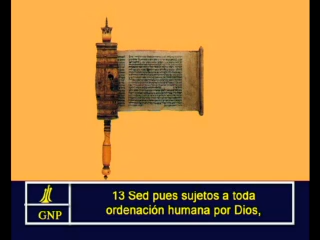 13 Sed pues sujetos a toda
ordenación humana por Dios,
GNP